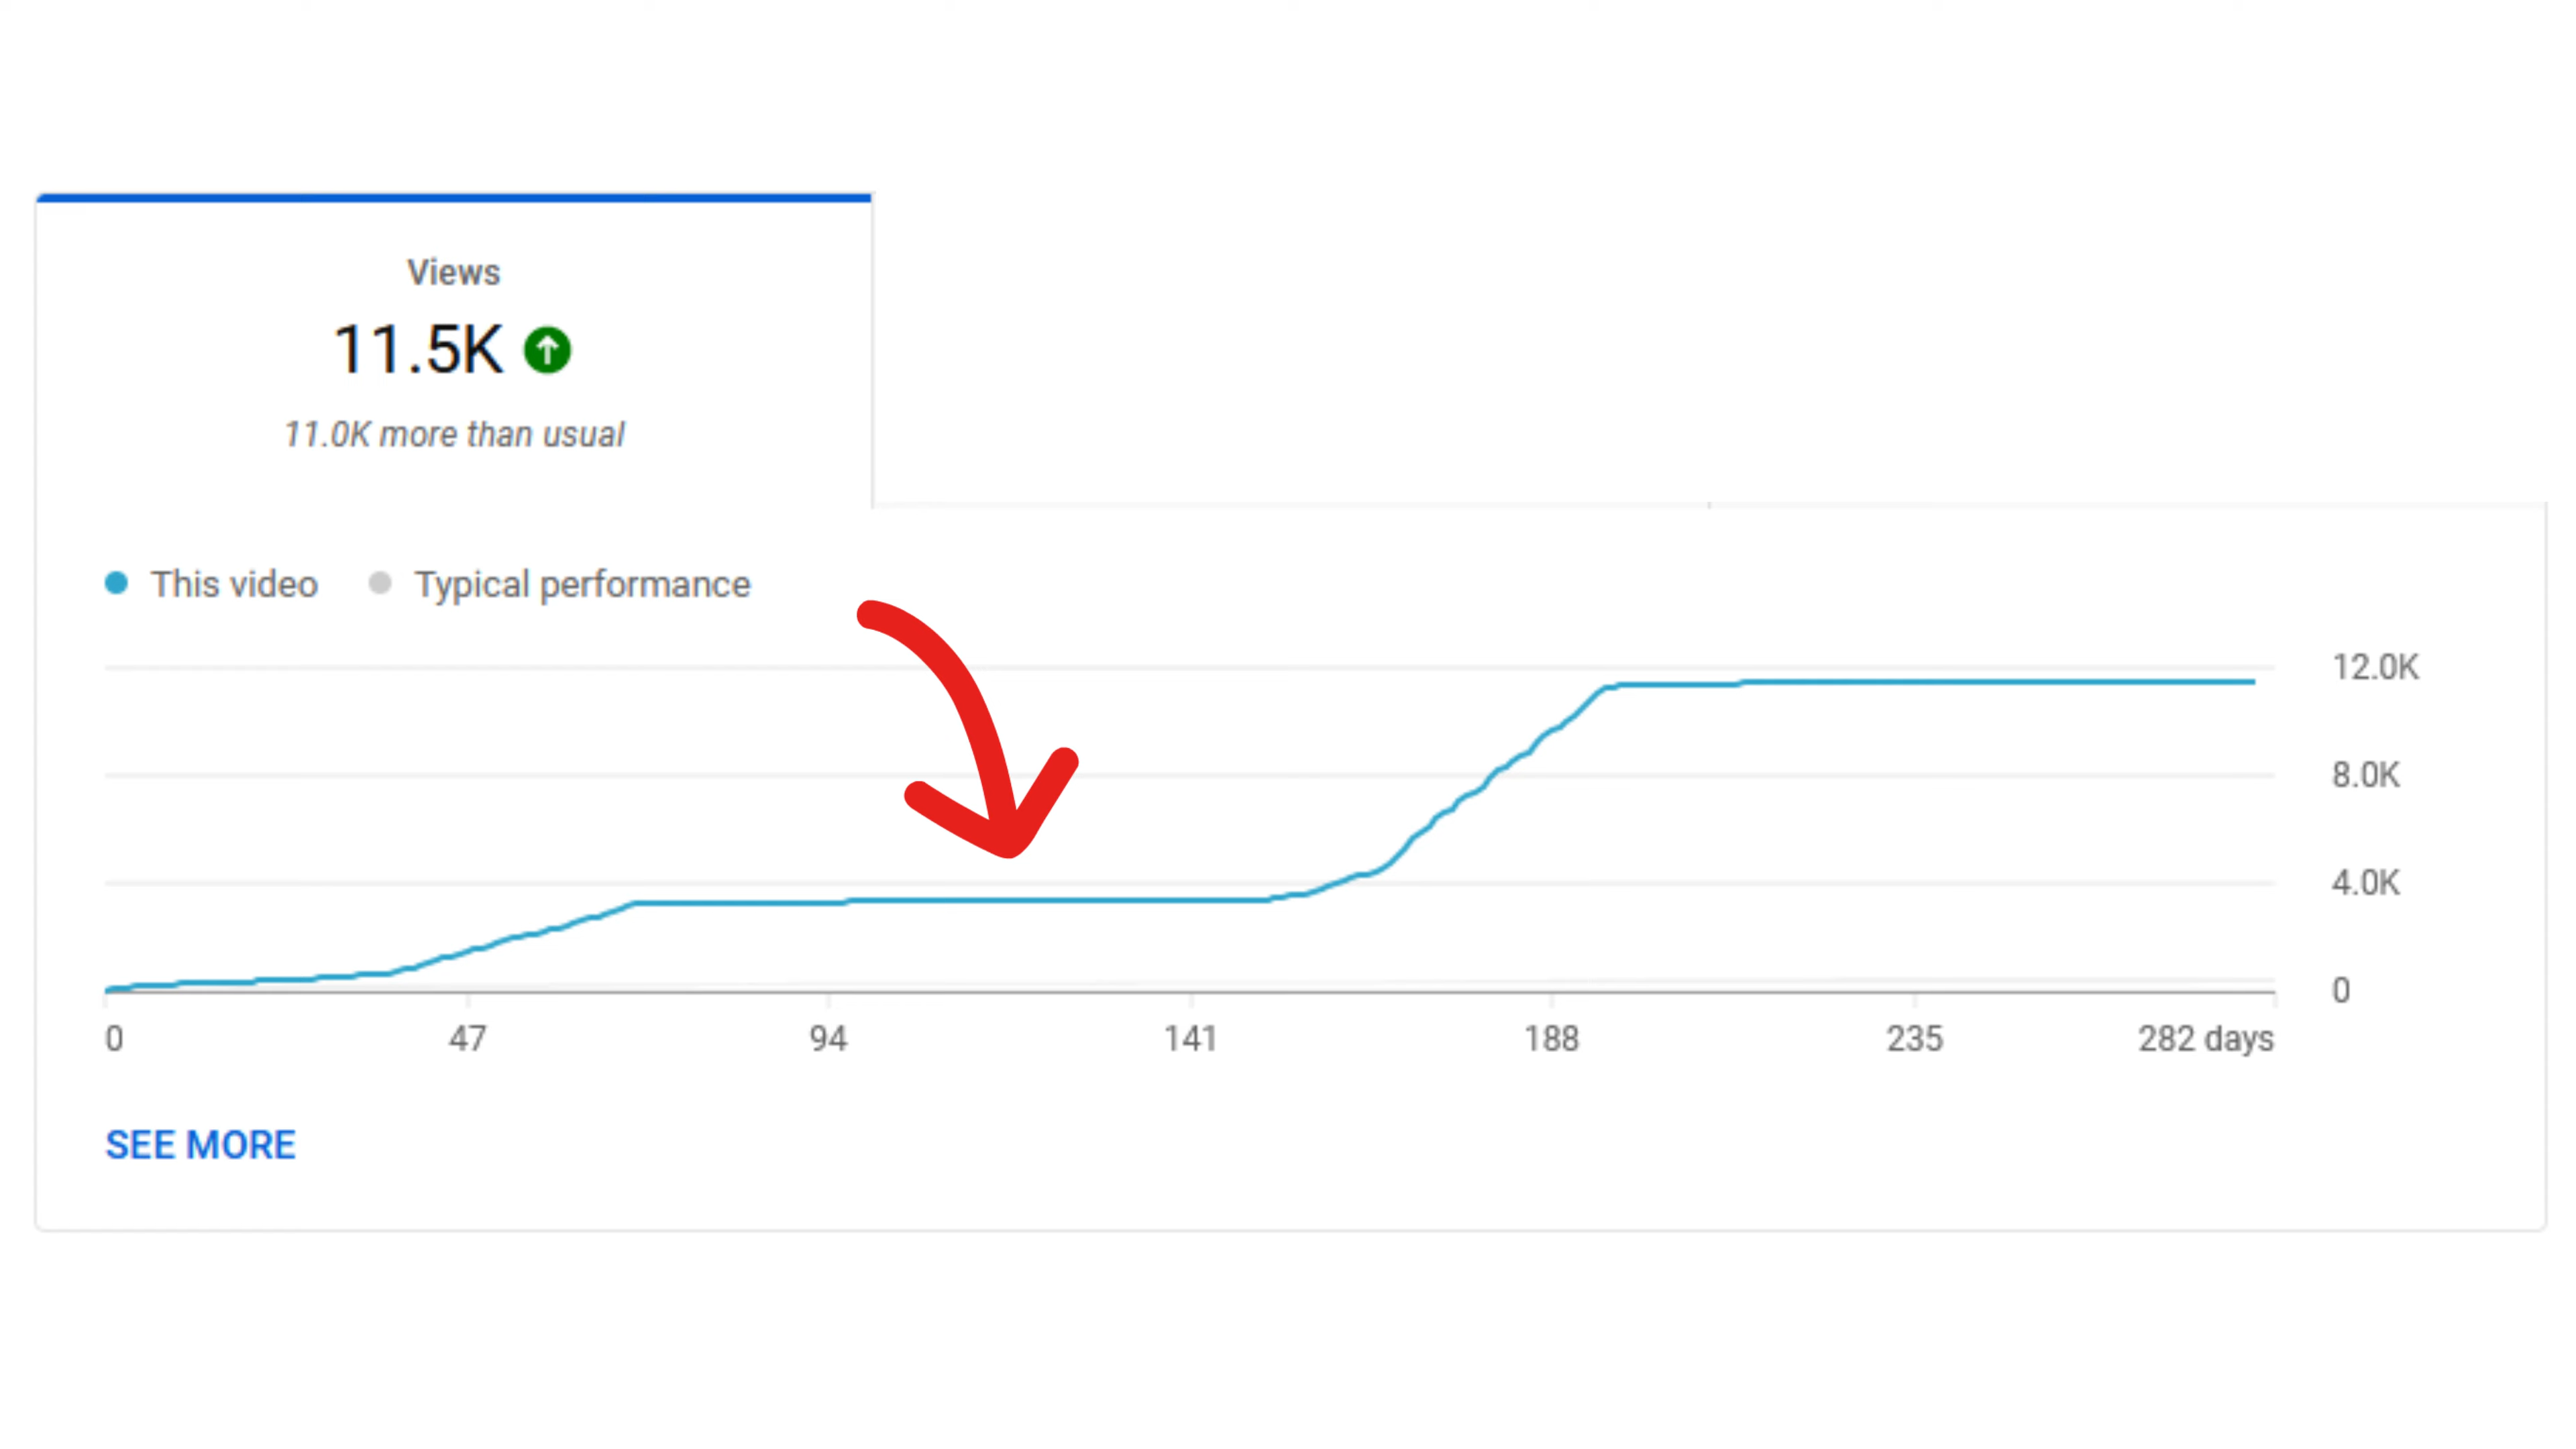 Views
11.5K
11.0K more than usual
This video Typical performance
12.0K
8.0K
4.0K
0
0 47 94 141 188 235 282 days
SEE MORE